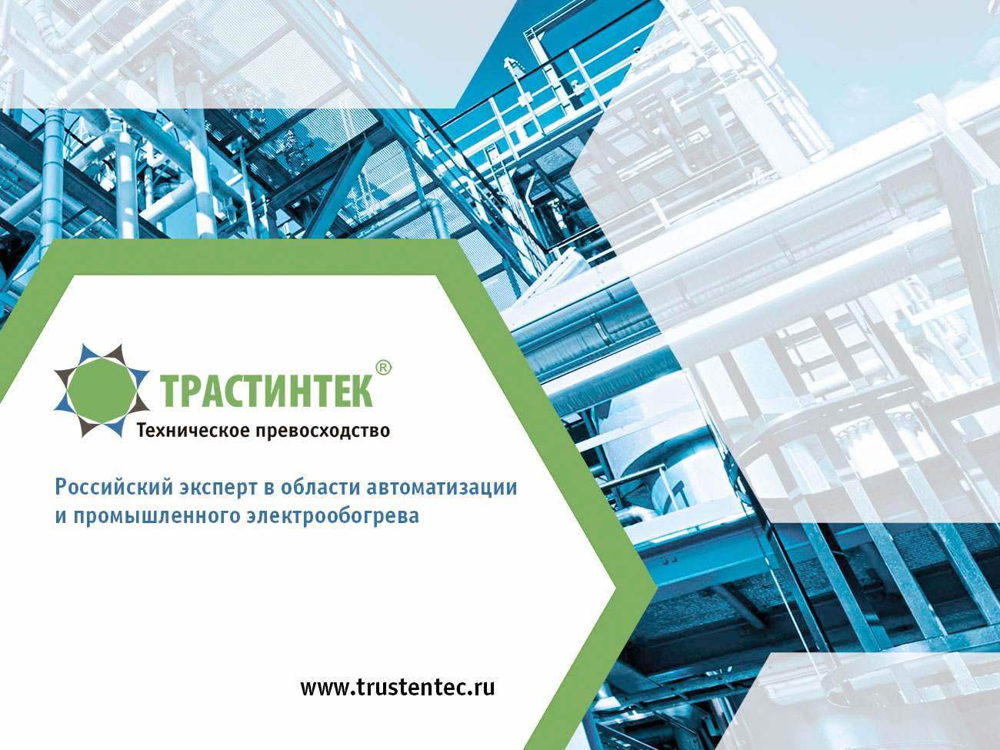 ТРАСТИНТЕК®
Техническое превосходство
Российский эксперт в области автоматизации
и промышленного электрообогрева
www.trustentec.ru